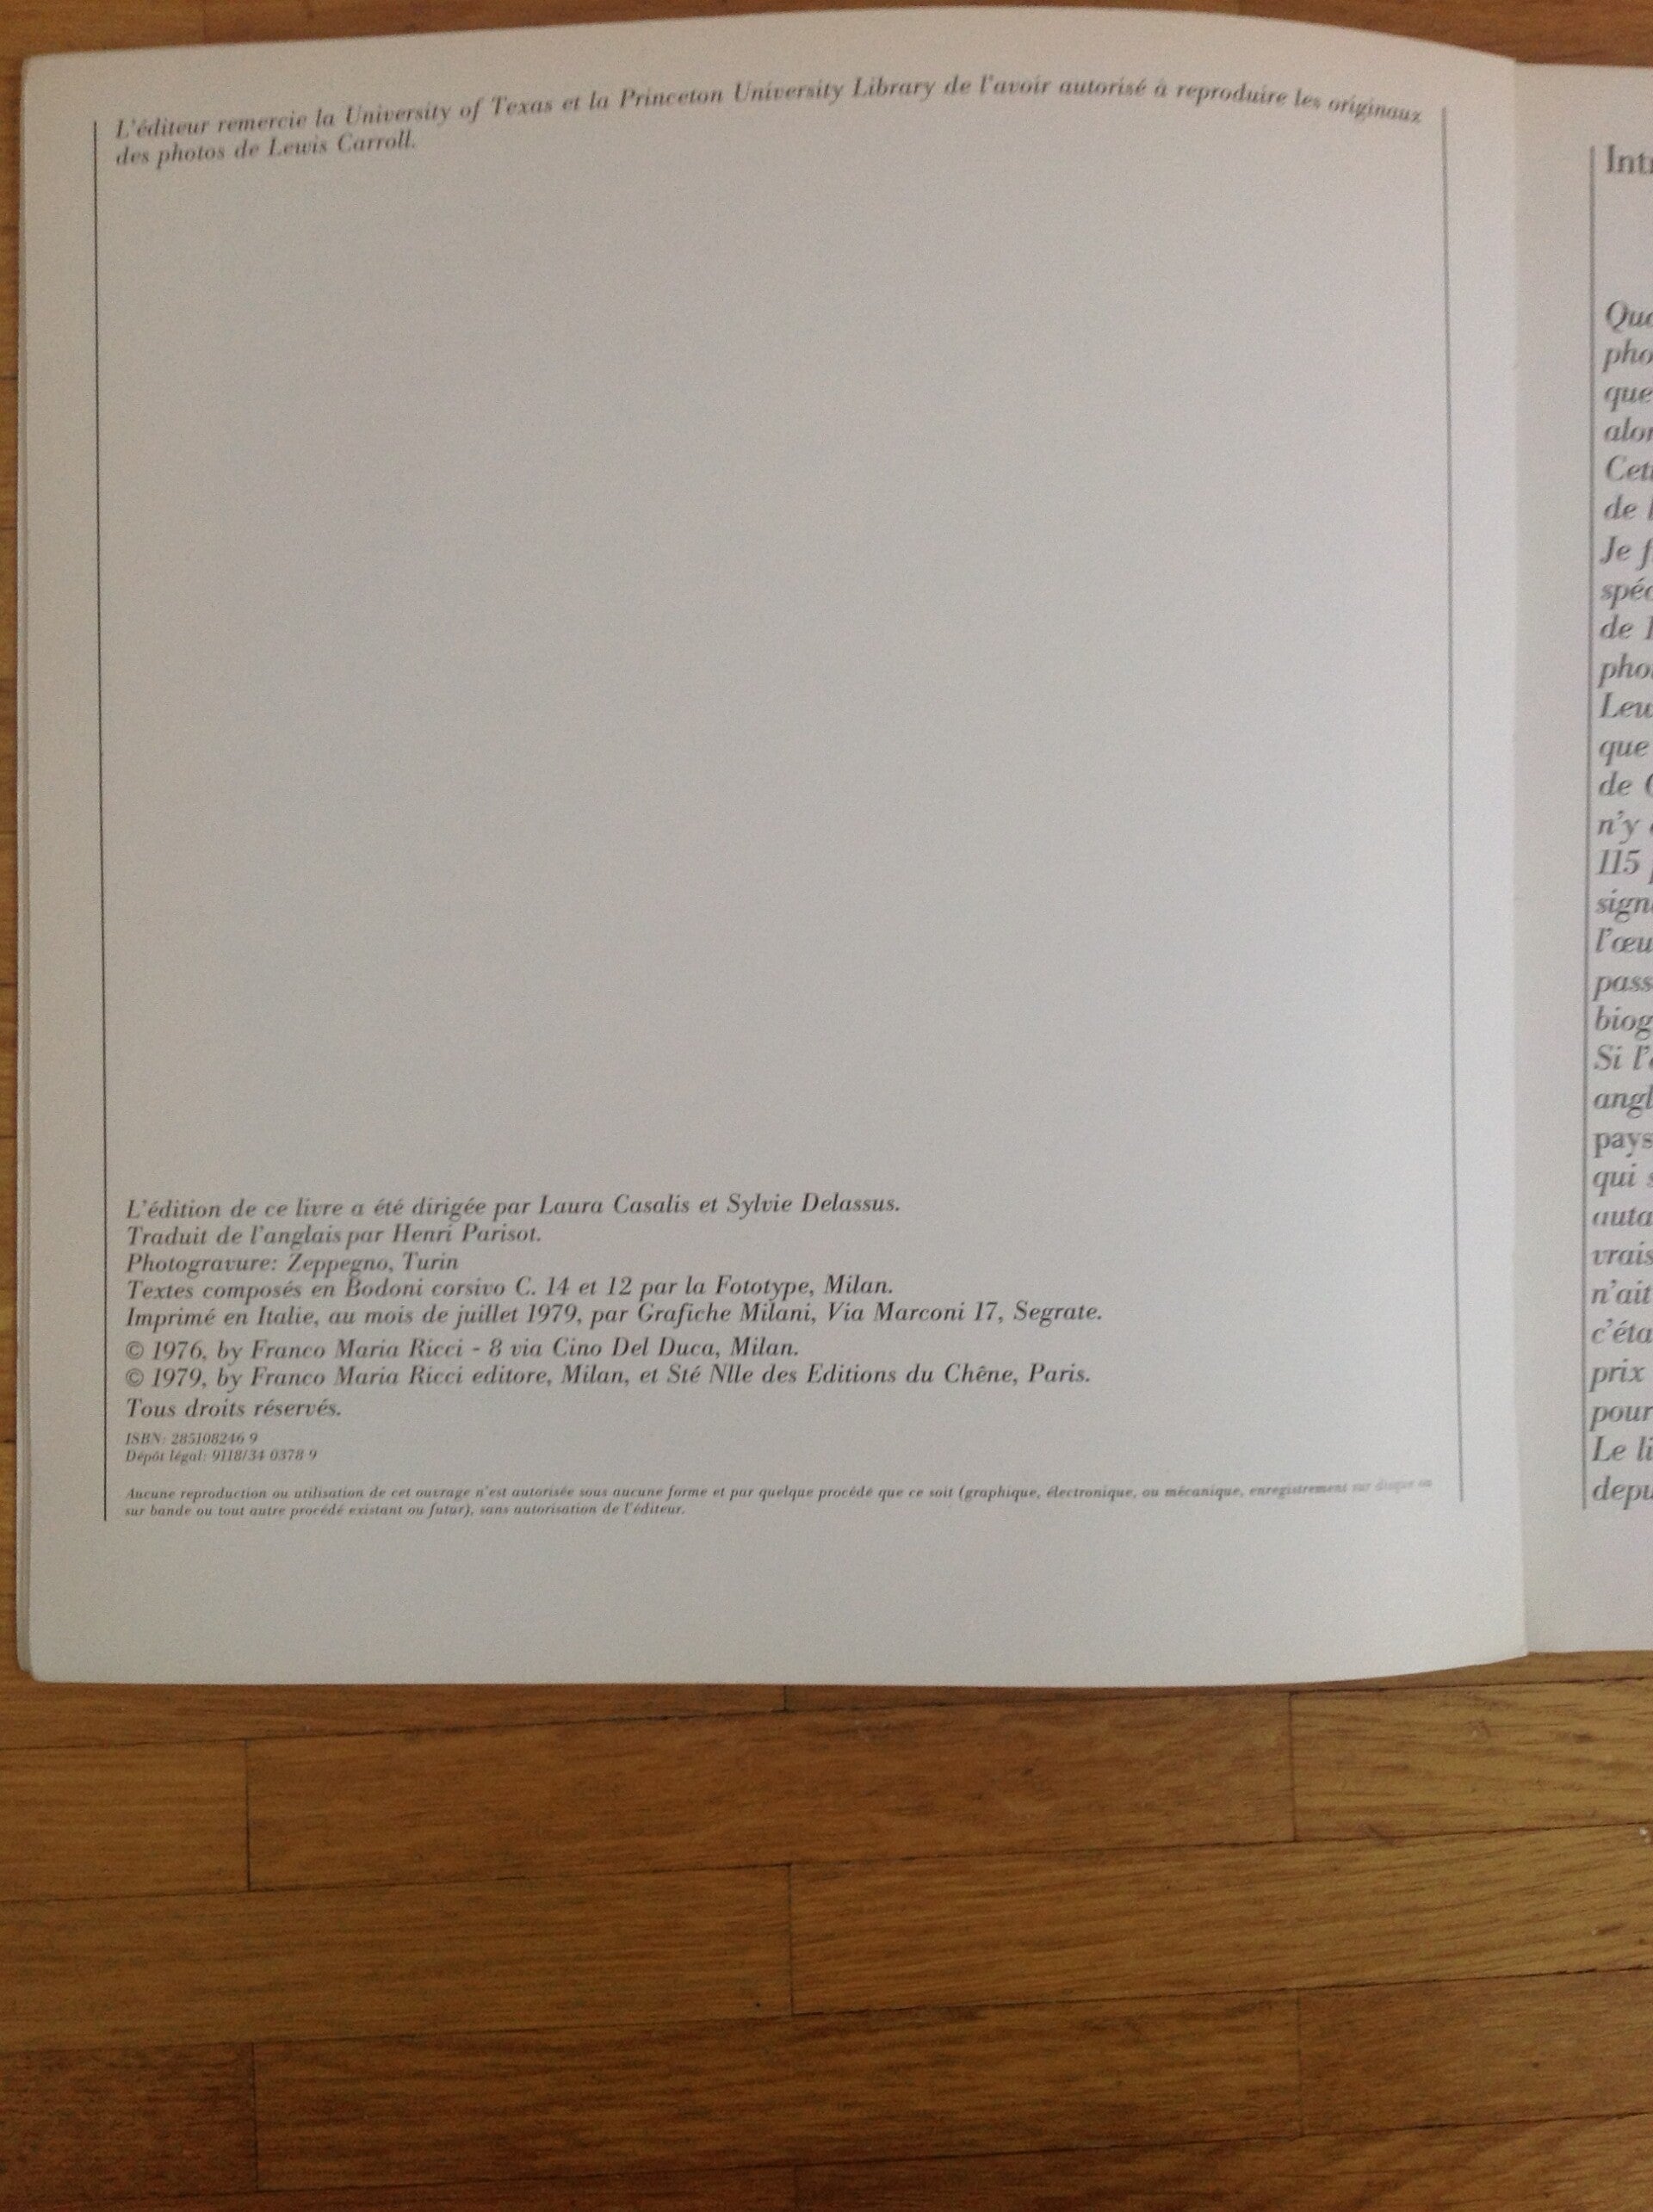 L'éditeur remercie la University of Texas et la Princeton University Library de l'avoir autorisé à reproduire les originaux
des photos de Lewis Carroll.
L'édition de ce livre a été dirigée par Laura Casalis et Sylvie Delassus.
Traduit de l'anglais par Henri Parisot.
Photogravure: Zeppegno, Turin
Textes composés en Bodoni corsivo C. 14 et 12 par la Fototype, Milan.
Imprimé en Italie, au mois de juillet 1979, par Grafiche Milani, Via Marconi 17, Segrate.
© 1976, by Franco Maria Ricci - 8 via Cino Del Duca, Milan.
© 1979, by Franco Maria Ricci editore, Milan, et Sté Nlle des Editions du Chêne, Paris.
Tous droits réservés.
ISBN: 285108246 9
Dépôt légal: 9118/34 0378 9
Aucune reproduction ou utilisation de cet ouvrage n'est autorisée sous aucune forme et par quelque procédé que ce soit (graphique, électronique, ou mécanique, enregistrement sur disque ou
sur bande ou tout autre procédé existant ou futur), sans autorisation de l'éditeur.
Int
Qu
pho
que
alor
Cet
de
Je f
spé
de
pho
Lew
que
de
n'y
115
sign
l'œu
pass
biog
Si l'
angl
pays
qui
auta
vrais
n'ait
c'éta
prix
pour
Le li
depu